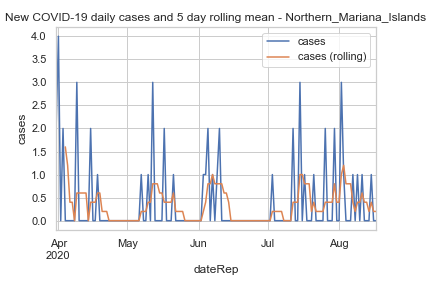 New COVID-19 daily cases and 5 day rolling mean - Northern_Mariana_Islands
cases
cases (rolling)
4.0
3.5
3.0
2.5
2.0
1.5
1.0
0.5
0.0
cases
Apr
2020
May
Jun
Jul
Aug
dateRep